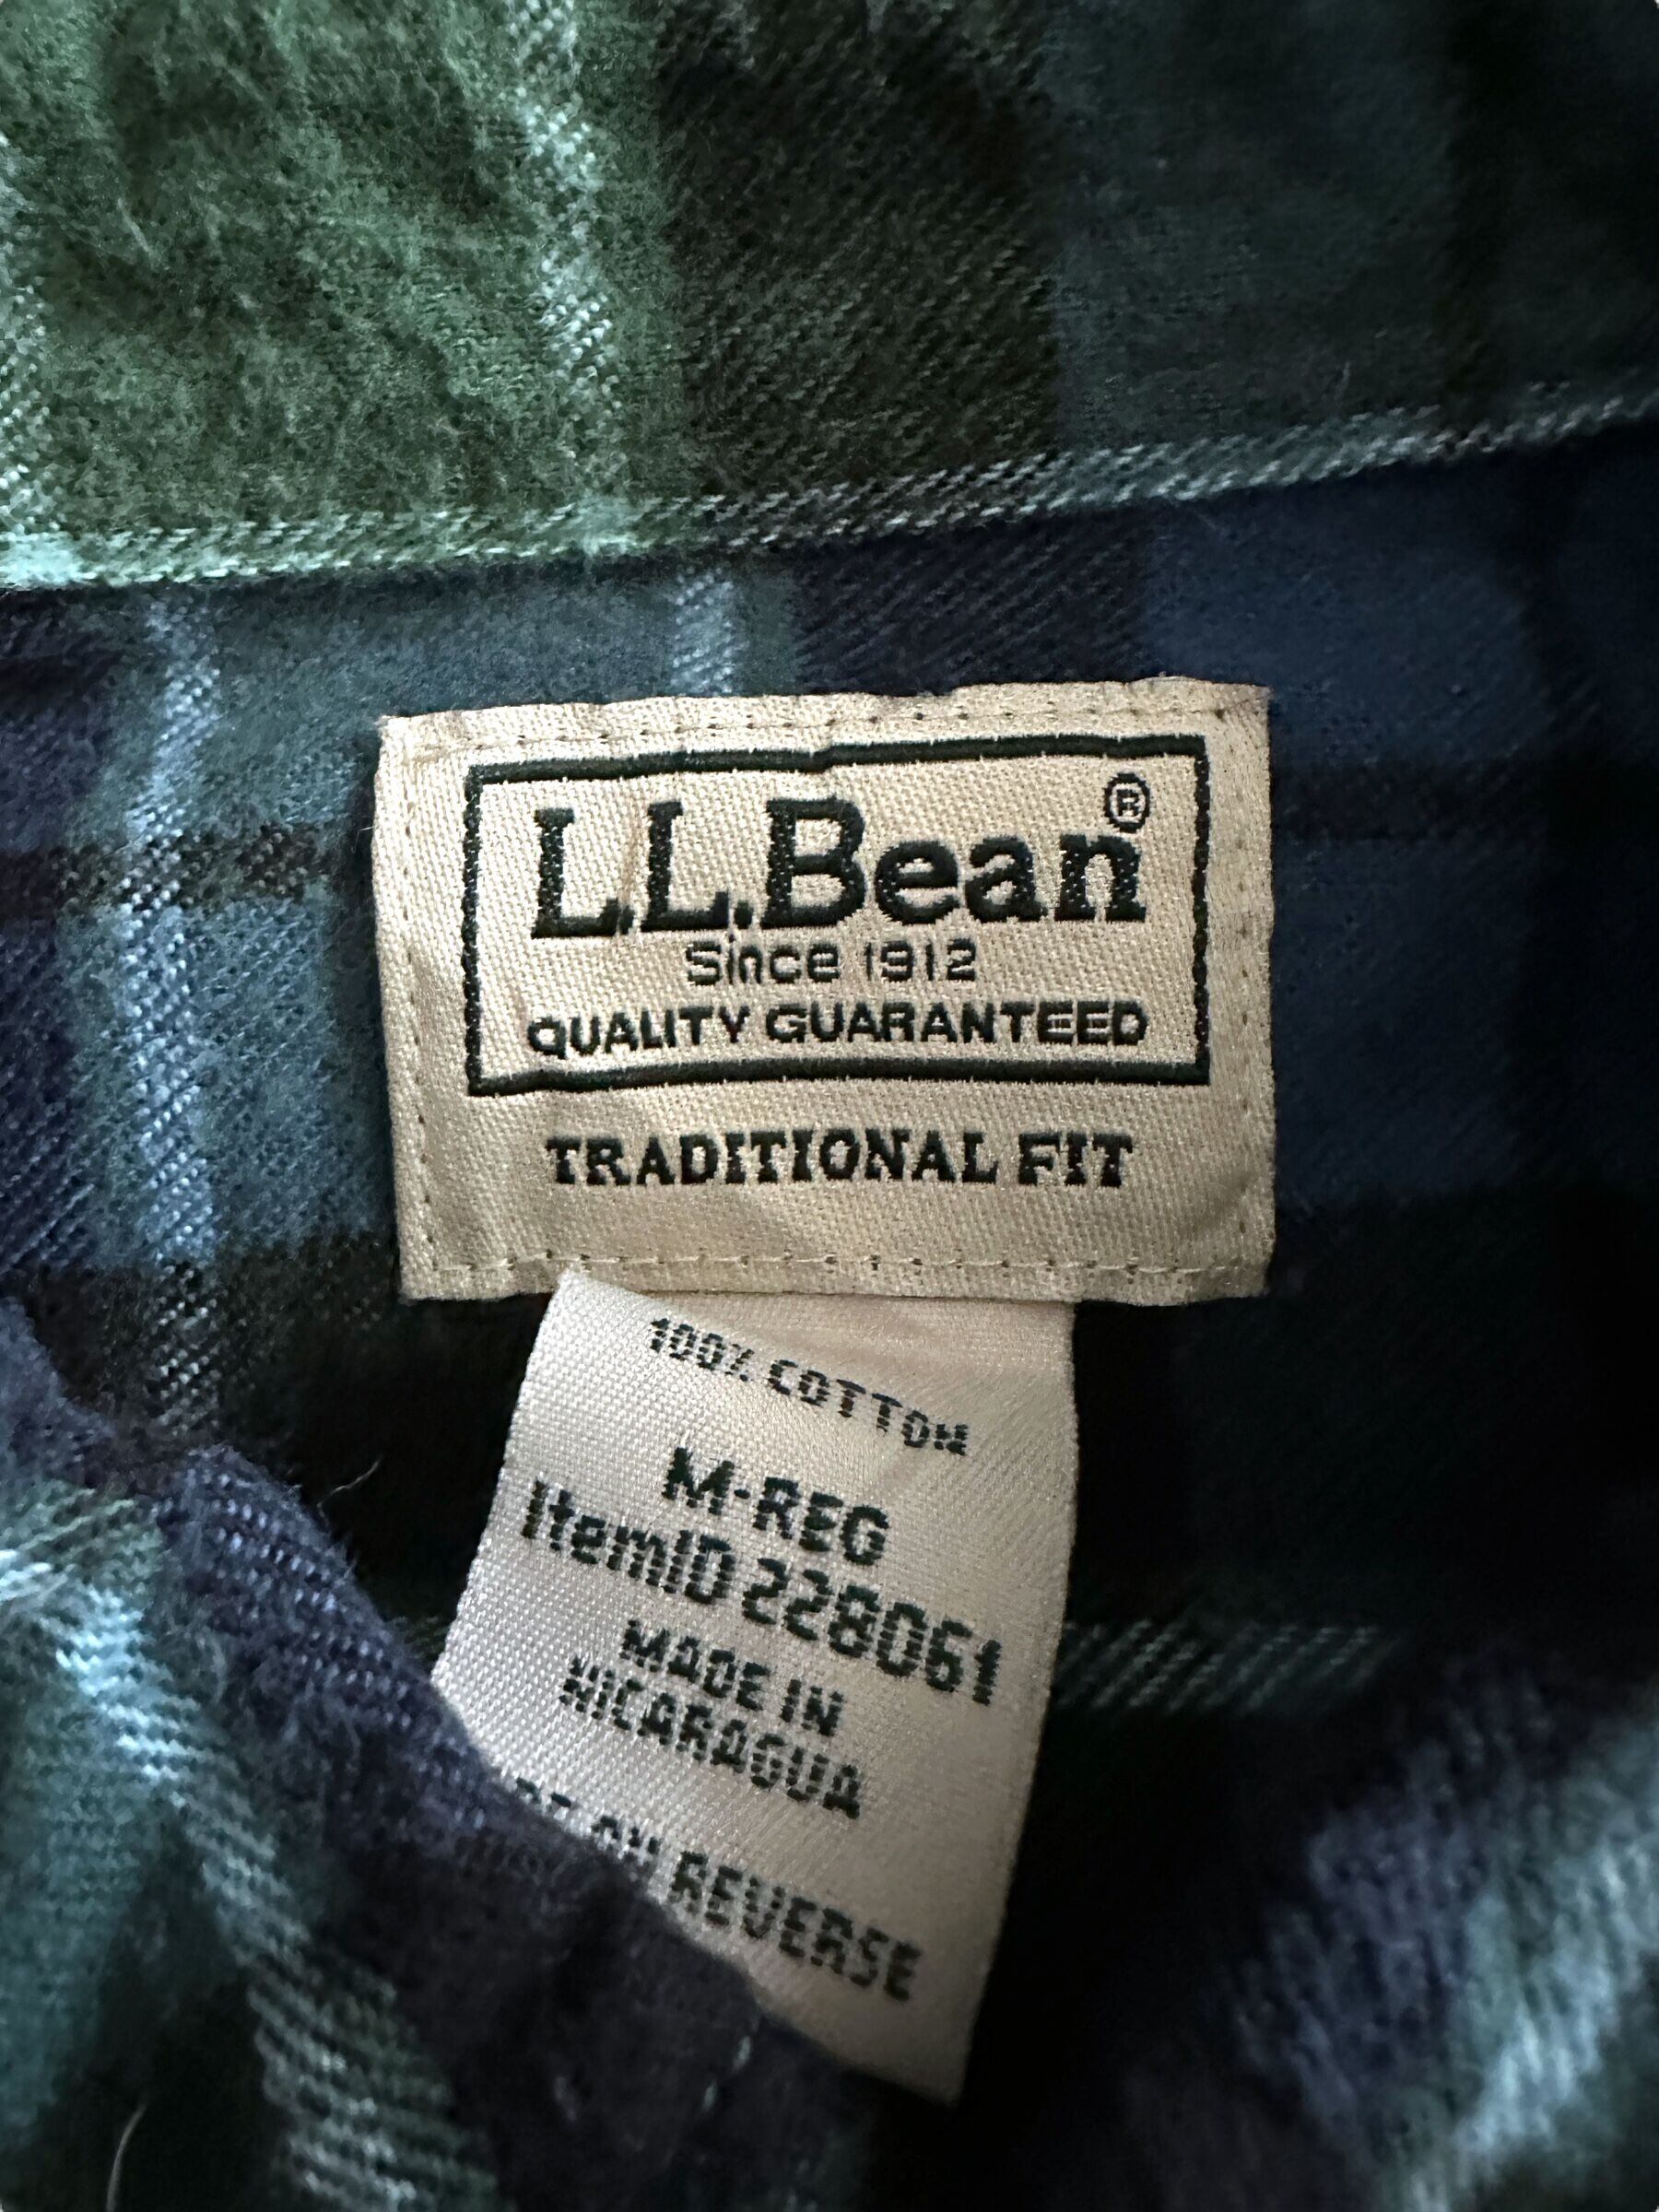 L.L.Bean®
Since 1912
QUALITY GUARANTEED
TRADITIONAL FIT
100% COTTON
M-REG
ItemID 228061
MADE IN
NICARAGUA
REVERSE